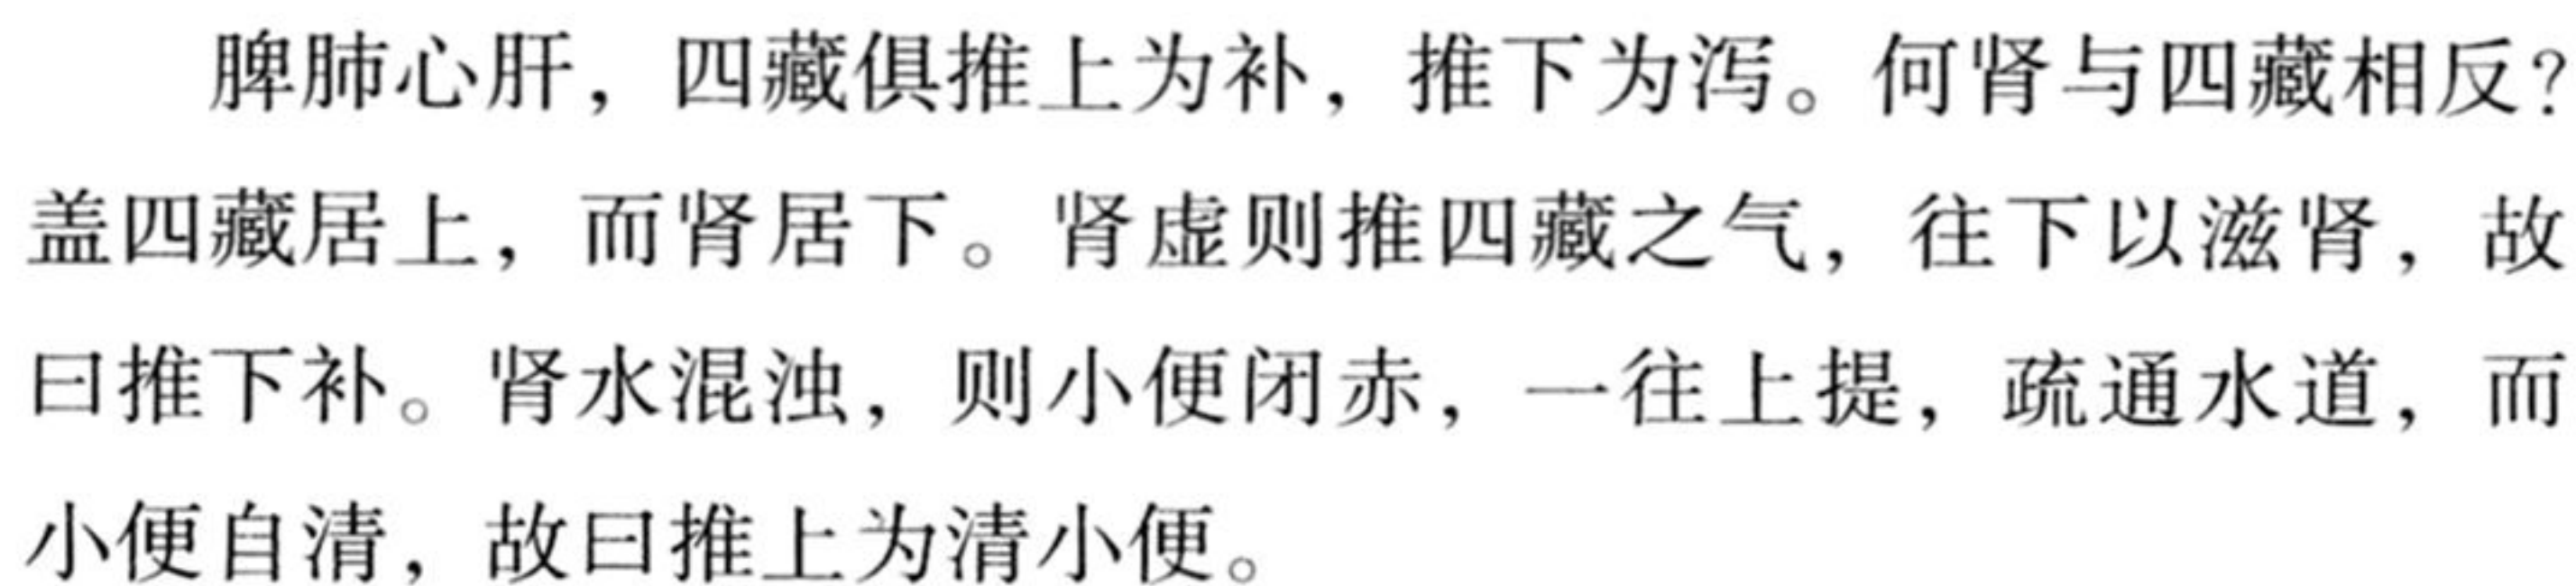 脾肺心肝，四藏俱推上为补，推下为泻。何肾与四藏相反？
盖四藏居上，而肾居下。肾虚则推四藏之气，往下以滋肾，故
曰推下补。肾水混浊，则小便闭赤，一往上提，疏通水道，而
小便自清，故曰推上为清小便。